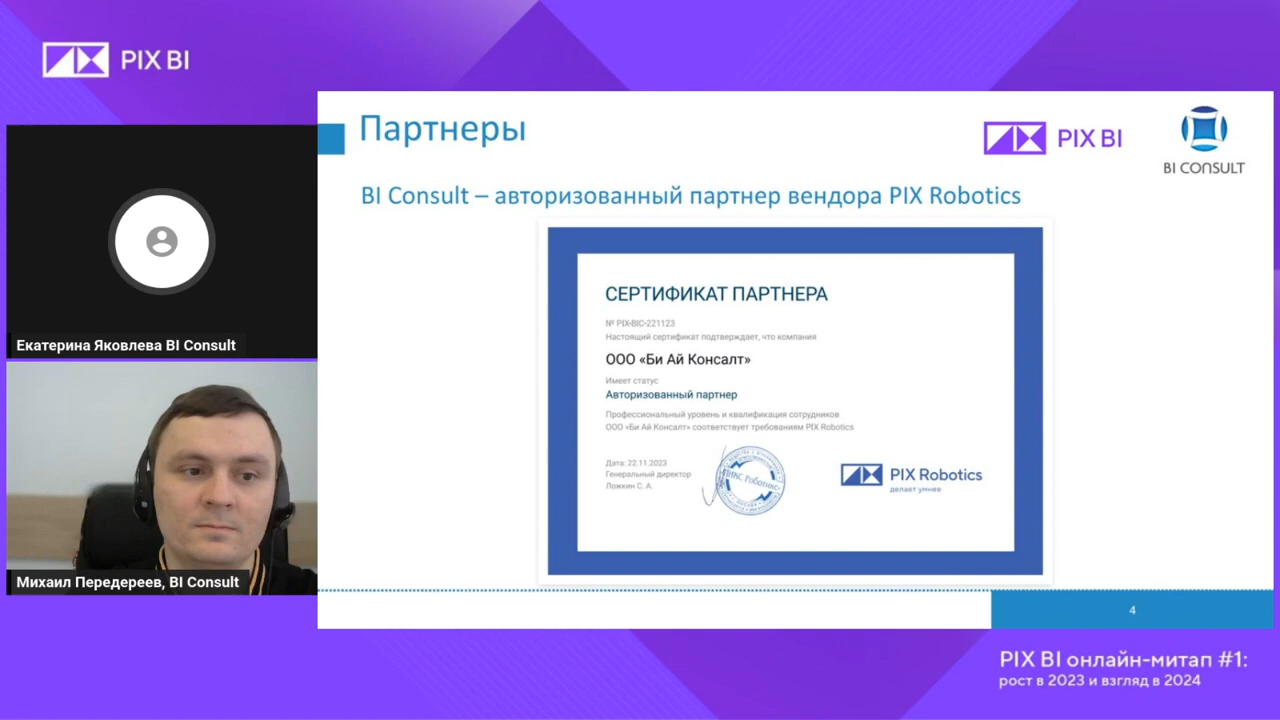 PIX BI
Партнеры
PIX BI
BI CONSULT
BI Consult – авторизованный партнер вендора PIX Robotics
СЕРТИФИКАТ ПАРТНЕРА
№ PIX-BIC-221123
Настоящий сертификат подтверждает, что компания
ООО «Би Ай Консалт»
Имеет статус
Авторизованный партнер
Профессиональный уровень и квалификация сотрудников
ООО «Би Ай Консалт» соответствует требованиям PIX Robotics
Дата: 22.11.2023
Генеральный директор
Ложкин С. А.
ПИКС Роботикс
PIX Robotics
делает умнее
Екатерина Яковлева BI Consult
Михаил Передереев, BI Consult
4
PIX BI онлайн-митап #1:
рост в 2023 и взгляд в 2024